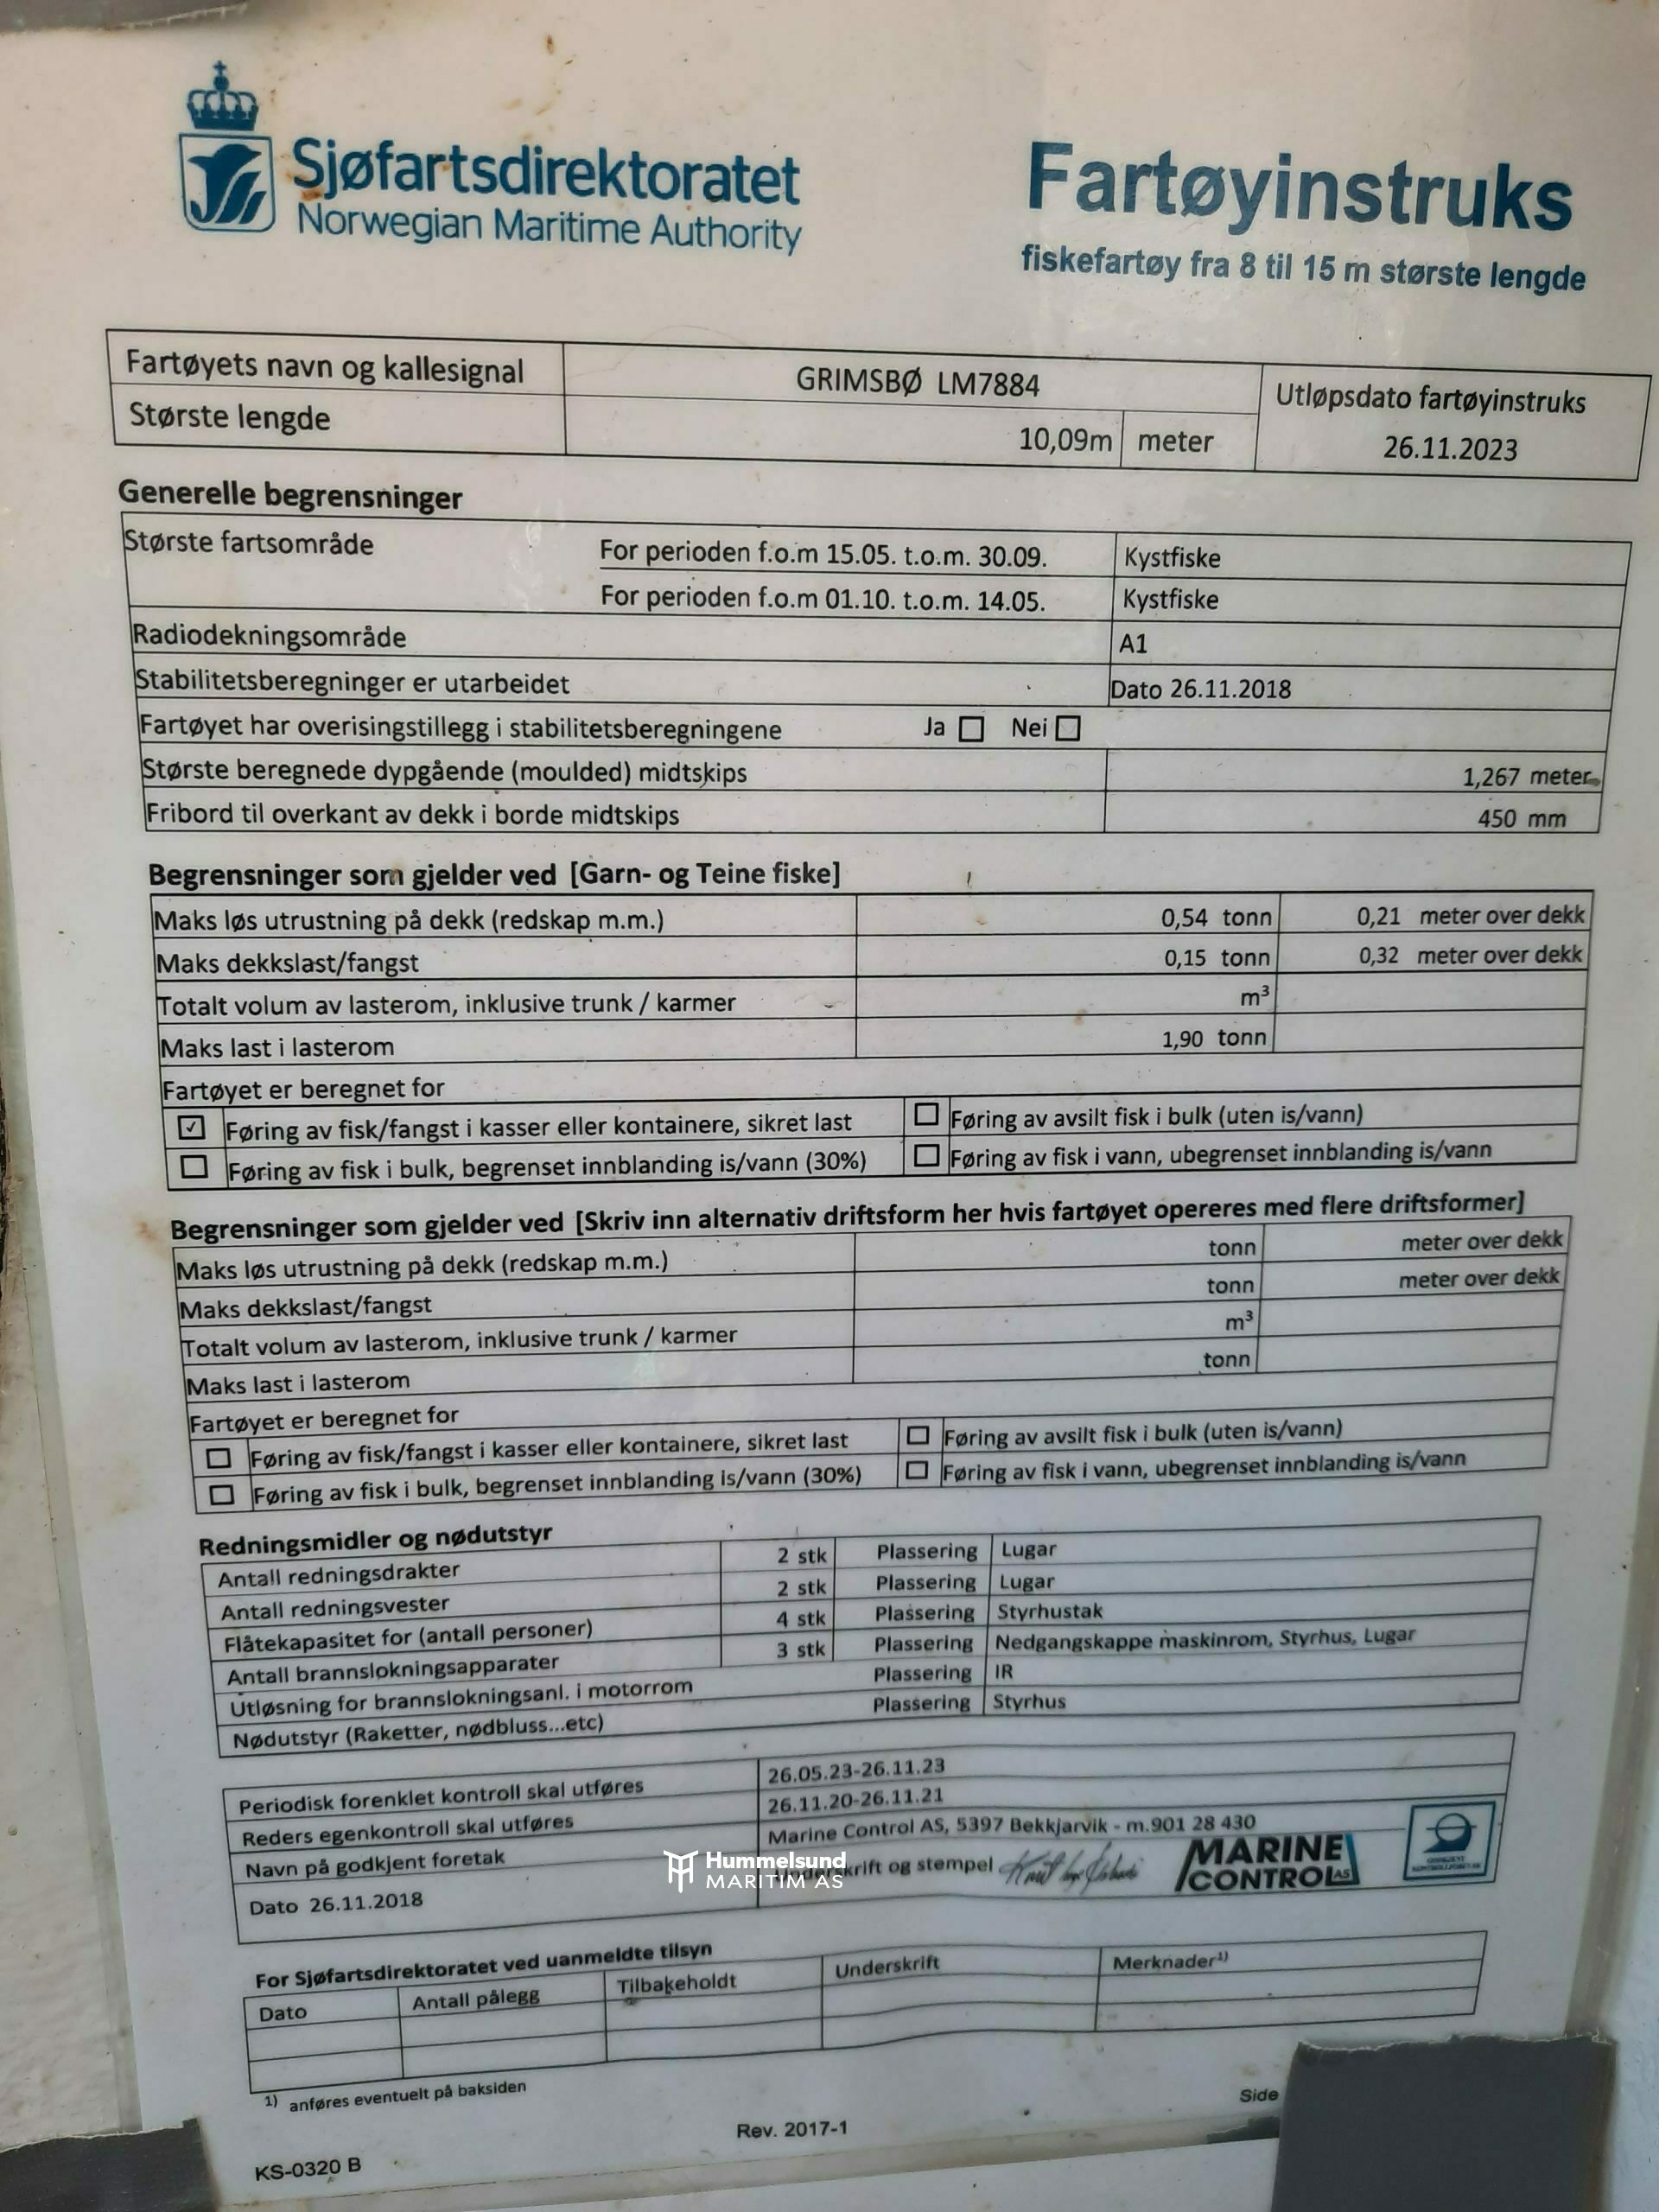 Sjøfartsdirektoratet
Norwegian Maritime Authority
Fartøyinstruks
fiskefartøy fra 8 til 15 m største lengde
Fartøyets navn og kallesignal GRIMSBØ LM7884 Utløpsdato fartøyinstruks
Største lengde 10,09m meter 26.11.2023
Generelle begrensninger
Største fartsområde For perioden f.o.m 15.05. t.o.m. 30.09. Kystfiske
For perioden f.o.m 01.10. t.o.m. 14.05. Kystfiske
Radiodekningsområde A1
Stabilitetsberegninger er utarbeidet Dato 26.11.2018
Fartøyet har overisingstillegg i stabilitetsberegningene Ja ☐ Nei ☐
Største beregnede dypgående (moulded) midtskips 1,267 meter
Fribord til overkant av dekk i borde midtskips 450 mm
Begrensninger som gjelder ved [Garn- og Teine fiske]
Maks løs utrustning på dekk (redskap m.m.) 0,54 tonn 0,21 meter over dekk
Maks dekkslast/fangst 0,15 tonn 0,32 meter over dekk
Totalt volum av lasterom, inklusive trunk / karmer m³
Maks last i lasterom 1,90 tonn
Fartøyet er beregnet for
☑ Føring av fisk/fangst i kasser eller kontainere, sikret last ☐ Føring av avsilt fisk i bulk (uten is/vann)
☐ Føring av fisk i bulk, begrenset innblanding is/vann (30%) ☐ Føring av fisk i vann, ubegrenset innblanding is/vann
Begrensninger som gjelder ved [Skriv inn alternativ driftsform her hvis fartøyet opereres med flere driftsformer]
Maks løs utrustning på dekk (redskap m.m.) tonn meter over dekk
Maks dekkslast/fangst tonn meter over dekk
Totalt volum av lasterom, inklusive trunk / karmer m³
Maks last i lasterom tonn
Fartøyet er beregnet for
☐ Føring av fisk/fangst i kasser eller kontainere, sikret last ☐ Føring av avsilt fisk i bulk (uten is/vann)
☐ Føring av fisk i bulk, begrenset innblanding is/vann (30%) ☐ Føring av fisk i vann, ubegrenset innblanding is/vann
Redningsmidler og nødutstyr
Antall redningsdrakter 2 stk Plassering Lugar
Antall redningsvester 2 stk Plassering Lugar
Flåtekapasitet for (antall personer) 4 stk Plassering Styrhustak
Antall brannslokningsapparater 3 stk Plassering Nedgangskappe maskinrom, Styrhus, Lugar
Utløsning for brannslokningsanl. i motorrom Plassering IR
Nødutstyr (Raketter, nødbluss...etc) Plassering Styrhus
Periodisk forenklet kontroll skal utføres 26.05.23-26.11.23
Reders egenkontroll skal utføres 26.11.20-26.11.21
Navn på godkjent foretak Marine Control AS, 5397 Bekkjarvik - m.901 28 430
Dato 26.11.2018 Underskrift og stempel MARINE
CONTROL AS
Hummelsund
MARITIM AS
For Sjøfartsdirektoratet ved uanmeldte tilsyn
Dato Antall pålegg Tilbakeholdt Underskrift Merknader1)
1) anføres eventuelt på baksiden
Side
Rev. 2017-1
KS-0320 B